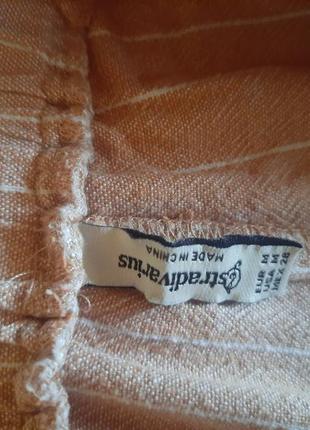 stradivarius
MADE IN CHINA
EUR M
USA M
MEX 28